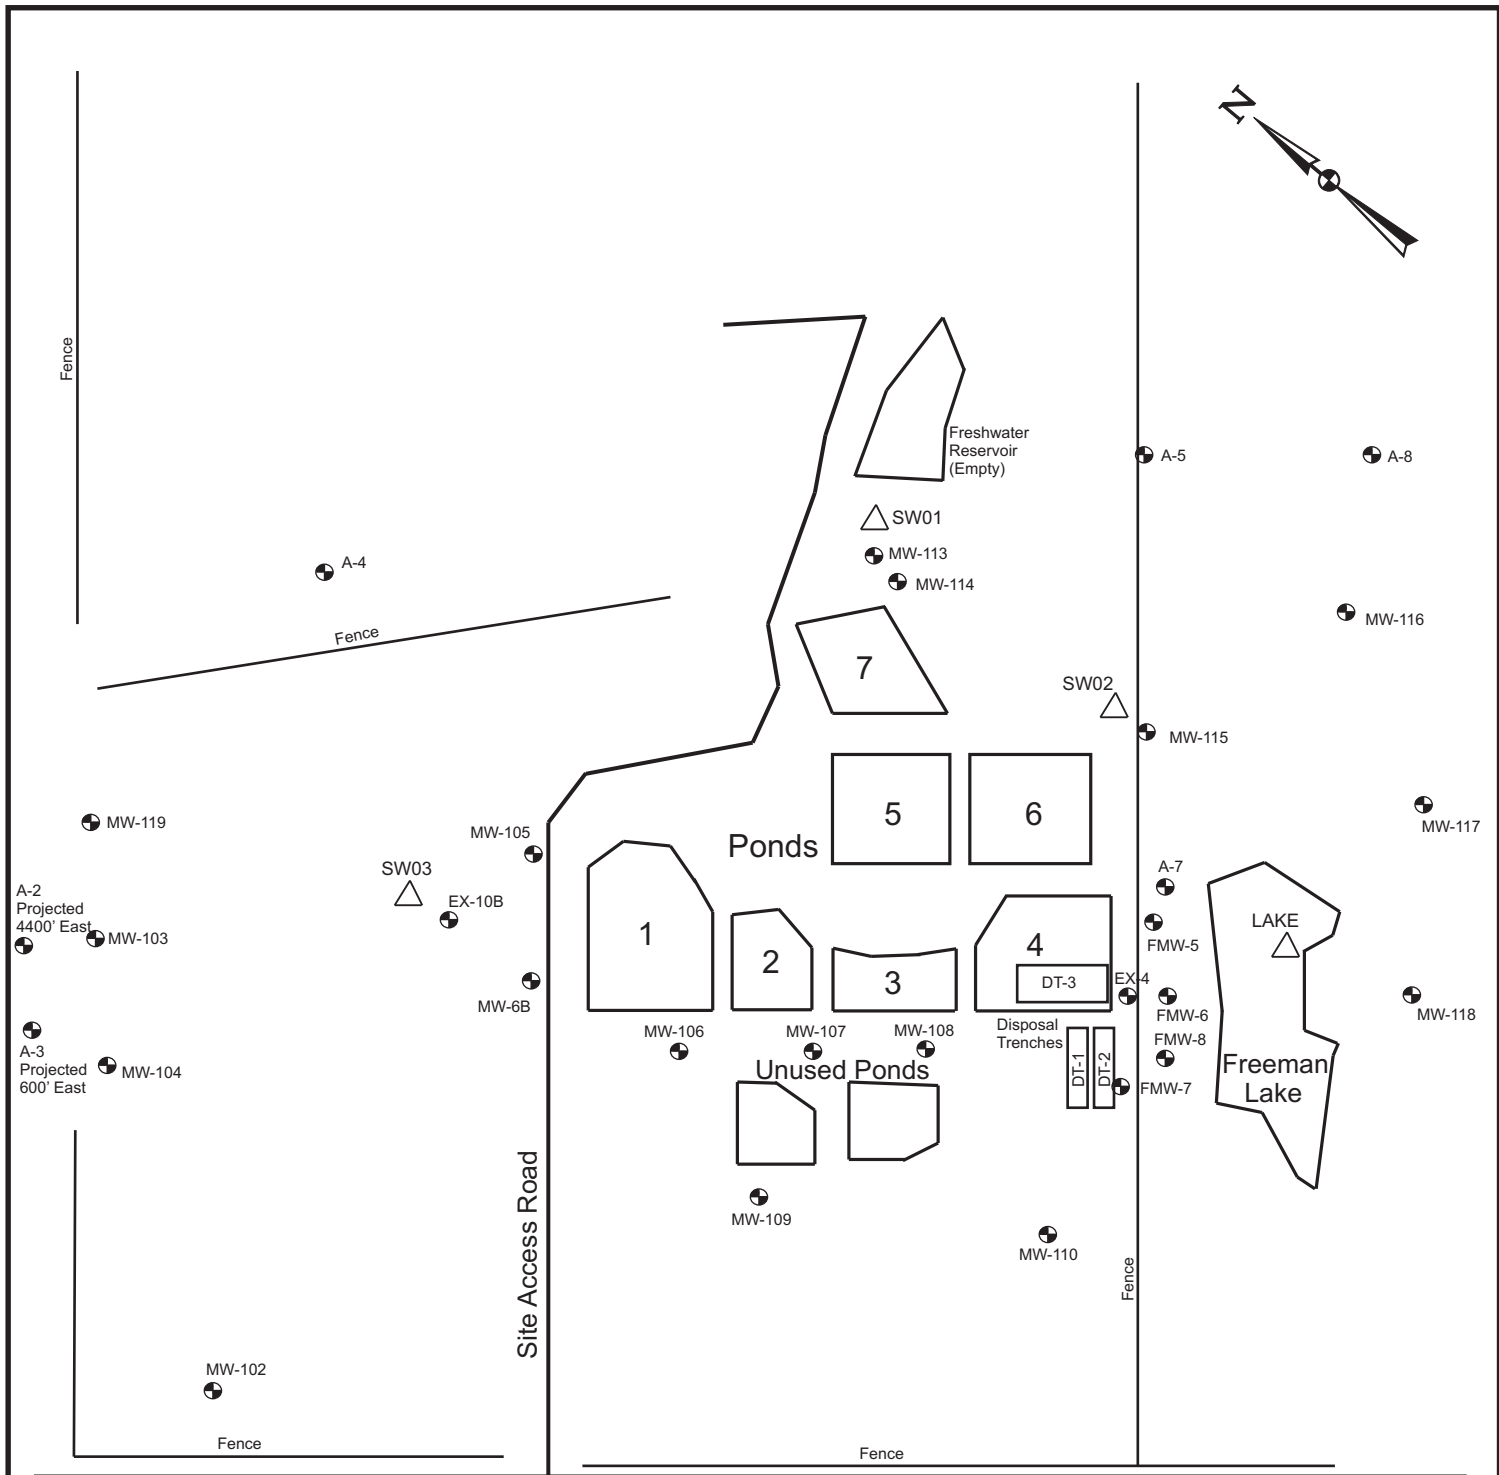 N
Fence
Freshwater
Reservoir
(Empty)
A-5
A-8
SW01
MW-113
A-4
MW-114
MW-116
Fence
7
SW02
MW-115
5
6
MW-119
MW-117
MW-105
Ponds
SW03
A-7
A-2
Projected
4400' East
EX-10B
LAKE
MW-103
1
2
3
4
FMW-5
DT-3
EX-4
MW-6B
FMW-6
MW-118
Disposal
Trenches
MW-106
MW-107
MW-108
FMW-8
A-3
Projected
600' East
MW-104
Unused Ponds
DT-1
DT-2
FMW-7
Freeman
Lake
Site Access Road
MW-109
MW-110
Fence
MW-102
Fence
Fence